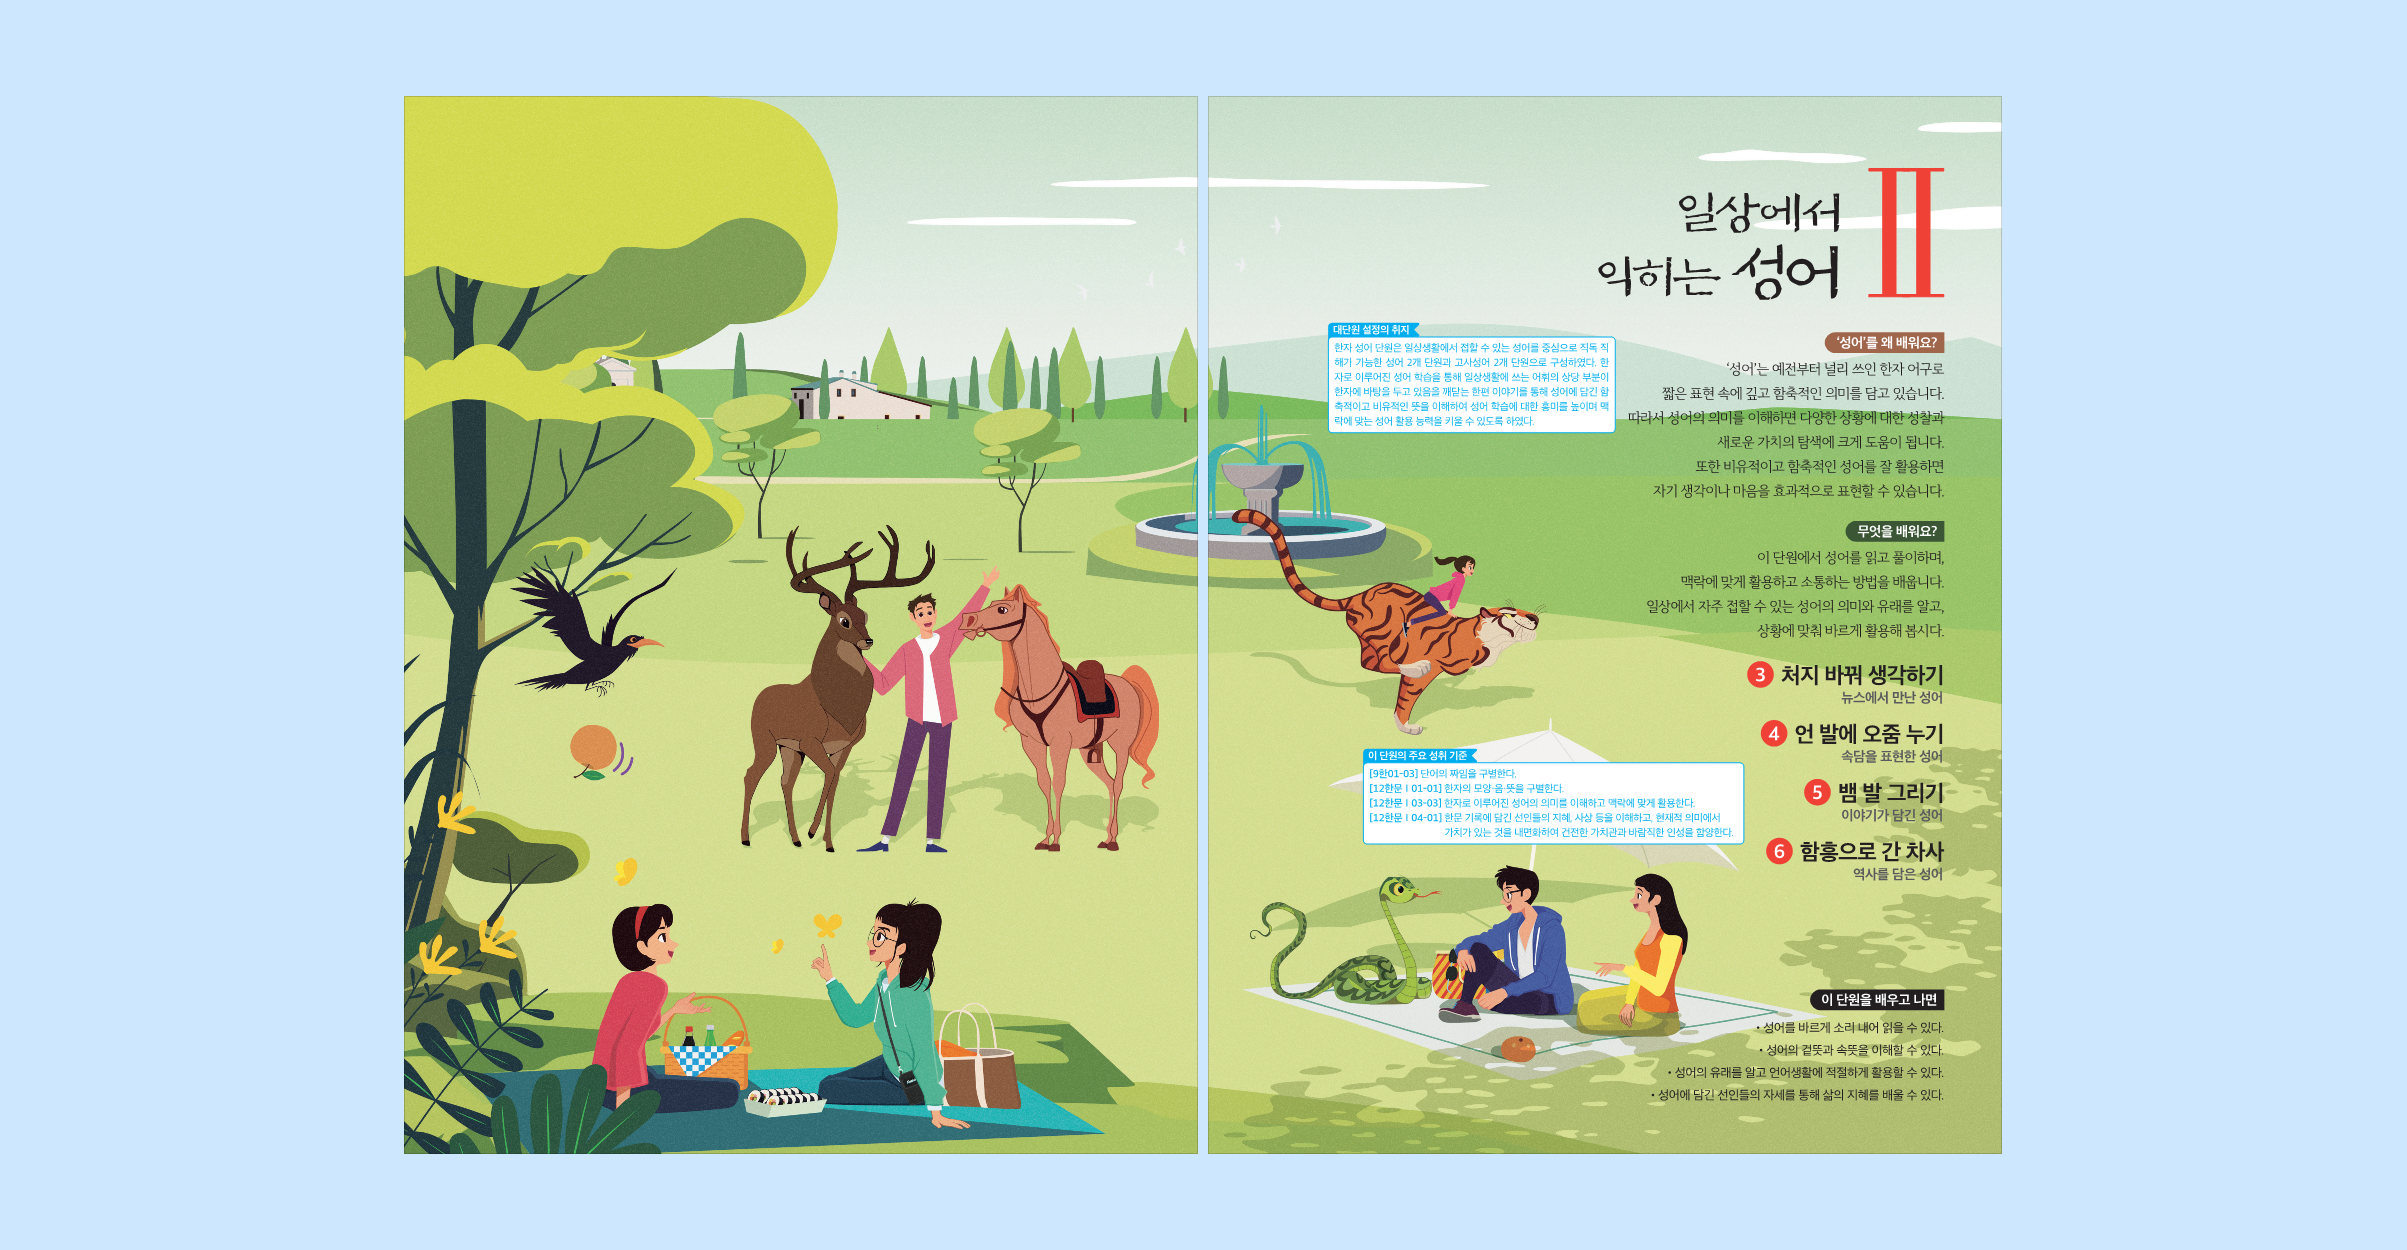 일상에서
익히는 성어
Ⅱ
대단원 설정의 취지
한자 성어 단원은 일상생활에서 접할 수 있는 성어를 중심으로 직독 직
해가 가능한 성어 2개 단원과 고사성어 2개 단원으로 구성하였다. 한
자로 이루어진 성어 학습을 통해 일상생활에 쓰는 어휘의 상당 부분이
한자에 바탕을 두고 있음을 깨닫는 한편 이야기를 통해 성어에 담긴 함
축적이고 비유적인 뜻을 이해하여 성어 학습에 대한 흥미를 높이며 맥
락에 맞는 성어 활용 능력을 키울 수 있도록 하였다.
‘성어’를 왜 배워요?
‘성어’는 예전부터 널리 쓰인 한자 어구로
짧은 표현 속에 깊고 함축적인 의미를 담고 있습니다.
따라서 성어의 의미를 이해하면 다양한 상황에 대한 성찰과
새로운 가치의 탐색에 크게 도움이 됩니다.
또한 비유적이고 함축적인 성어를 잘 활용하면
자기 생각이나 마음을 효과적으로 표현할 수 있습니다.
무엇을 배워요?
이 단원에서 성어를 읽고 풀이하며,
맥락에 맞게 활용하고 소통하는 방법을 배웁니다.
일상에서 자주 접할 수 있는 성어의 의미와 유래를 알고,
상황에 맞춰 바르게 활용해 봅시다.
3 처지 바꿔 생각하기
뉴스에서 만난 성어
4 언 발에 오줌 누기
속담을 표현한 성어
5 뱀 발 그리기
이야기가 담긴 성어
6 함흥으로 간 차사
역사를 담은 성어
이 단원의 주요 성취 기준
[9한01-03] 단어의 짜임을 구별한다.
[12한문Ⅰ01-01] 한자의 모양·음·뜻을 구별한다.
[12한문Ⅰ03-03] 한자로 이루어진 성어의 의미를 이해하고 맥락에 맞게 활용한다.
[12한문Ⅰ04-01] 한문 기록에 담긴 선인들의 지혜, 사상 등을 이해하고, 현재적 의미에서
가치가 있는 것을 내면화하여 건전한 가치관과 바람직한 인성을 함양한다.
이 단원을 배우고 나면
• 성어를 바르게 소리 내어 읽을 수 있다.
• 성어의 겉뜻과 속뜻을 이해할 수 있다.
• 성어의 유래를 알고 언어생활에 적절하게 활용할 수 있다.
• 성어에 담긴 선인들의 자세를 통해 삶의 지혜를 배울 수 있다.